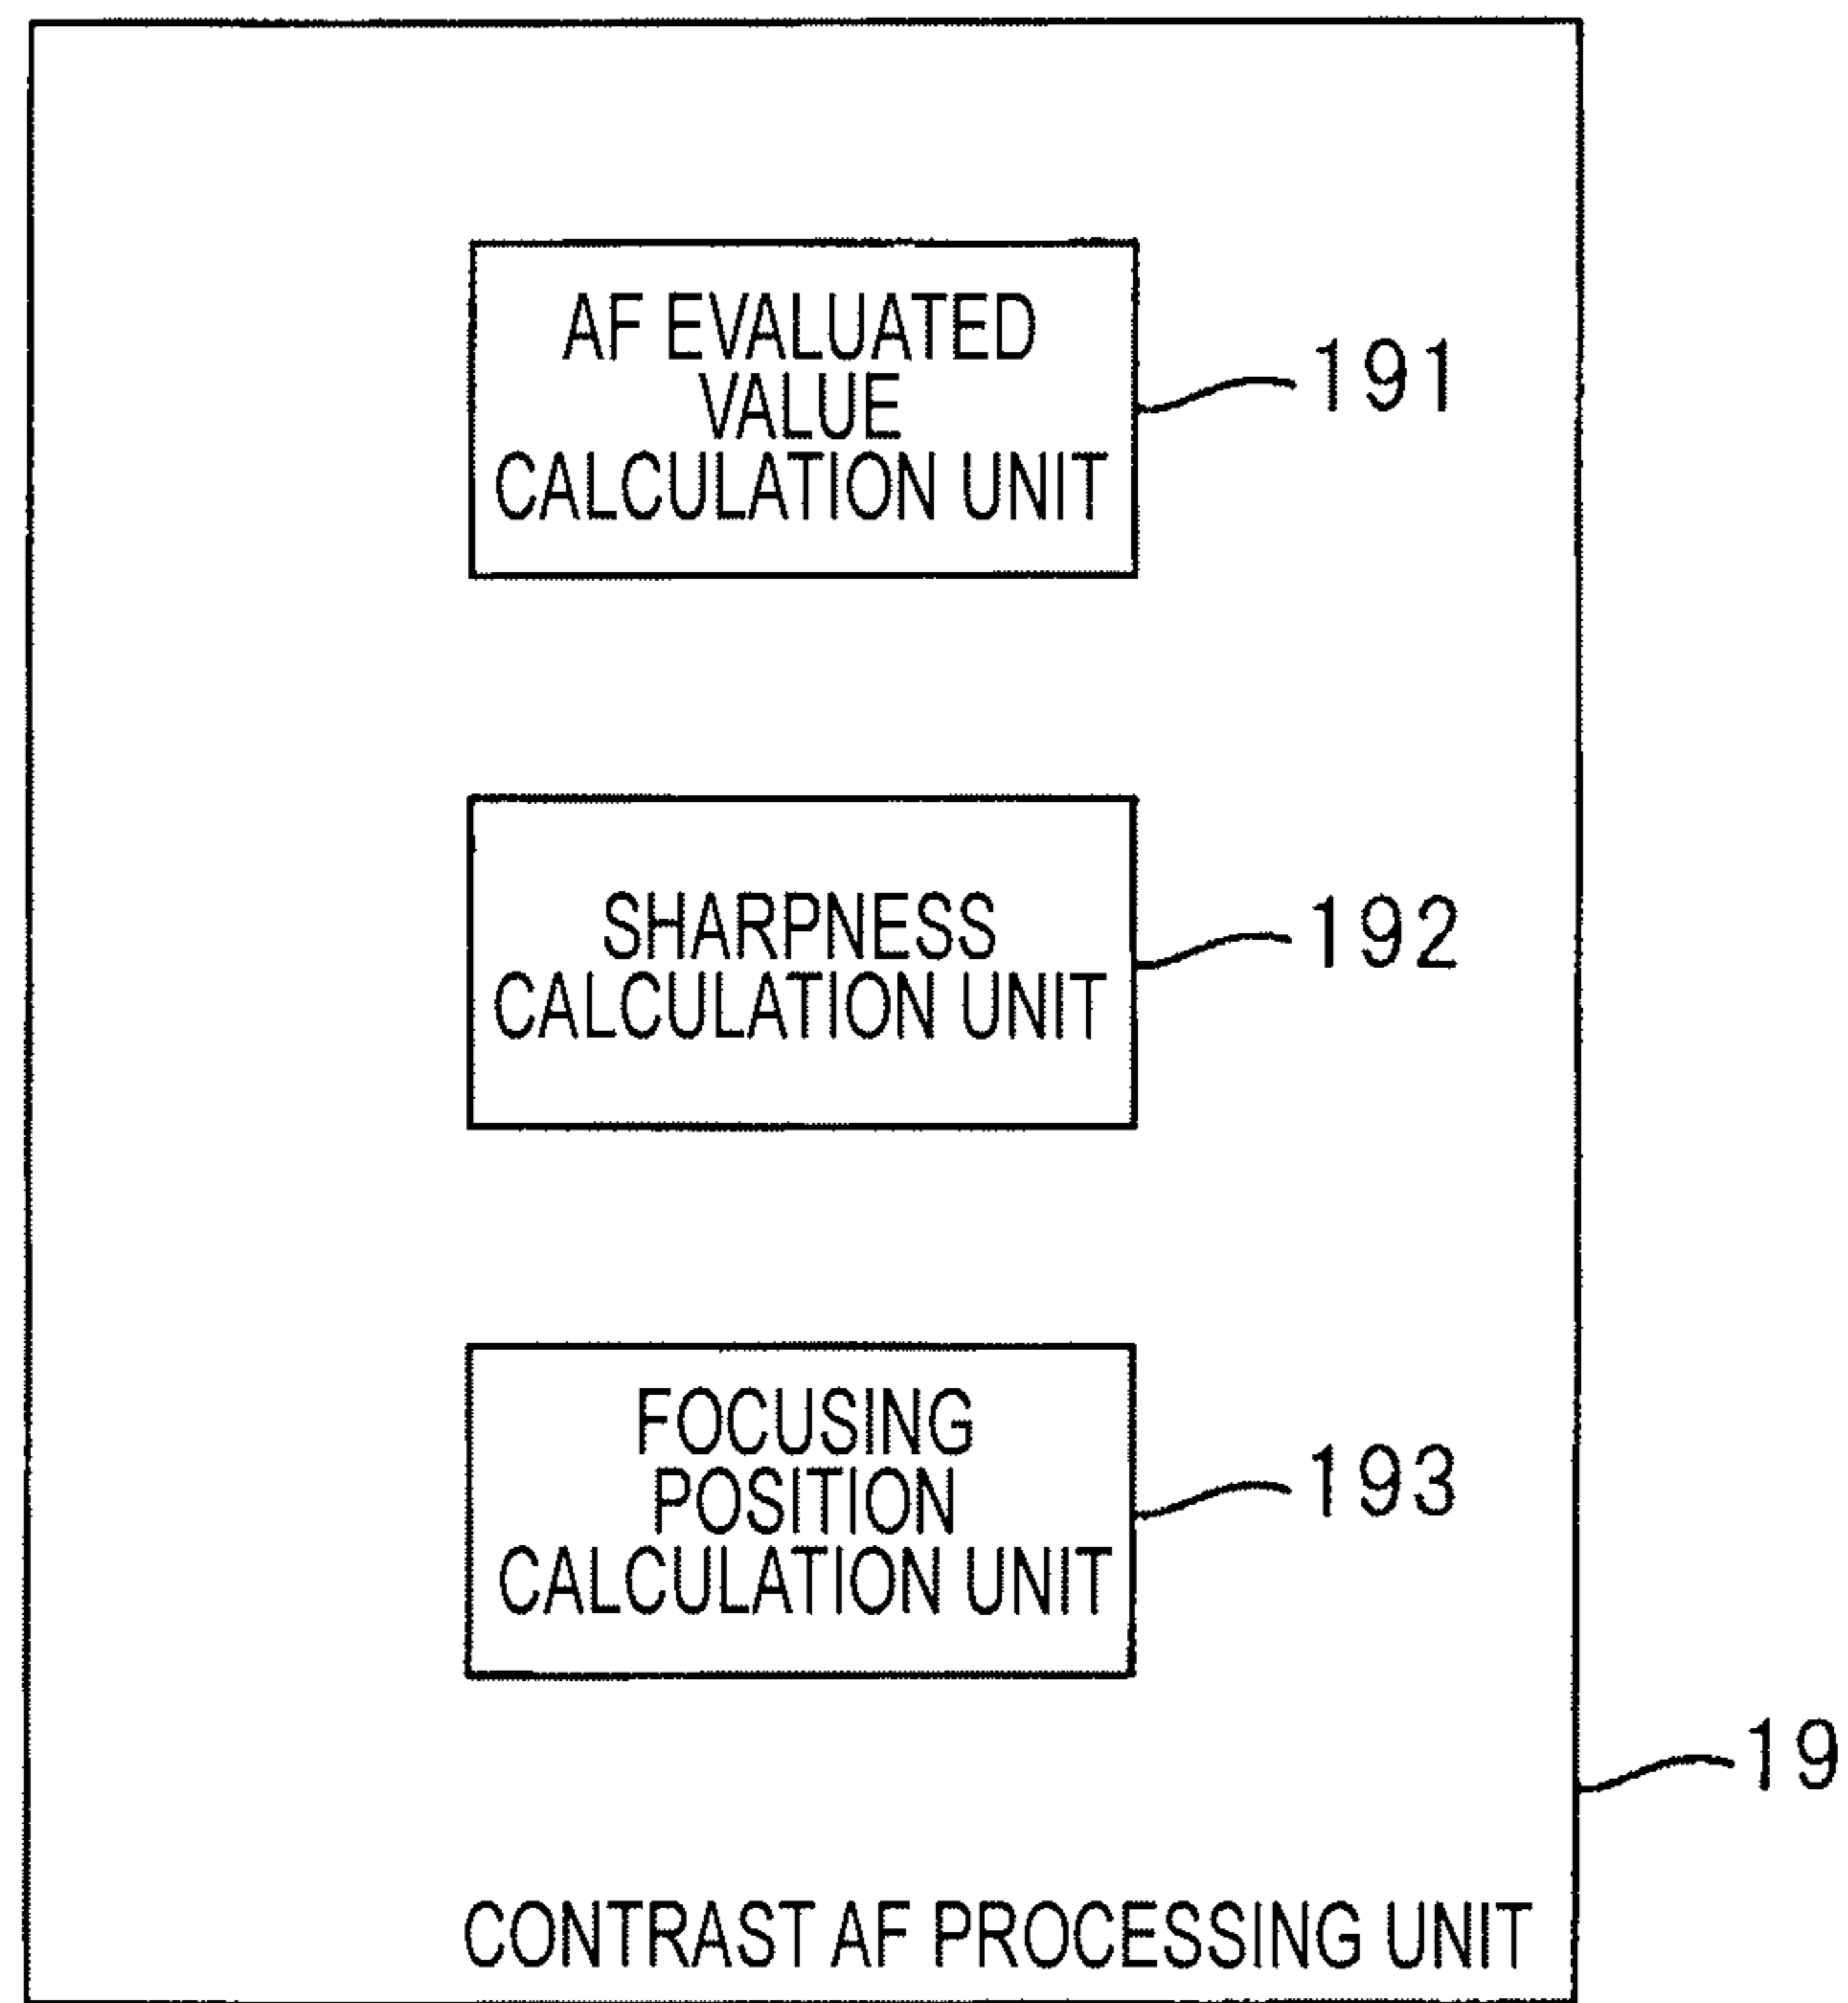 AF EVALUATED
VALUE
CALCULATION UNIT
191
SHARPNESS
CALCULATION UNIT
192
FOCUSING
POSITION
CALCULATION UNIT
193
19
CONTRAST AF PROCESSING UNIT